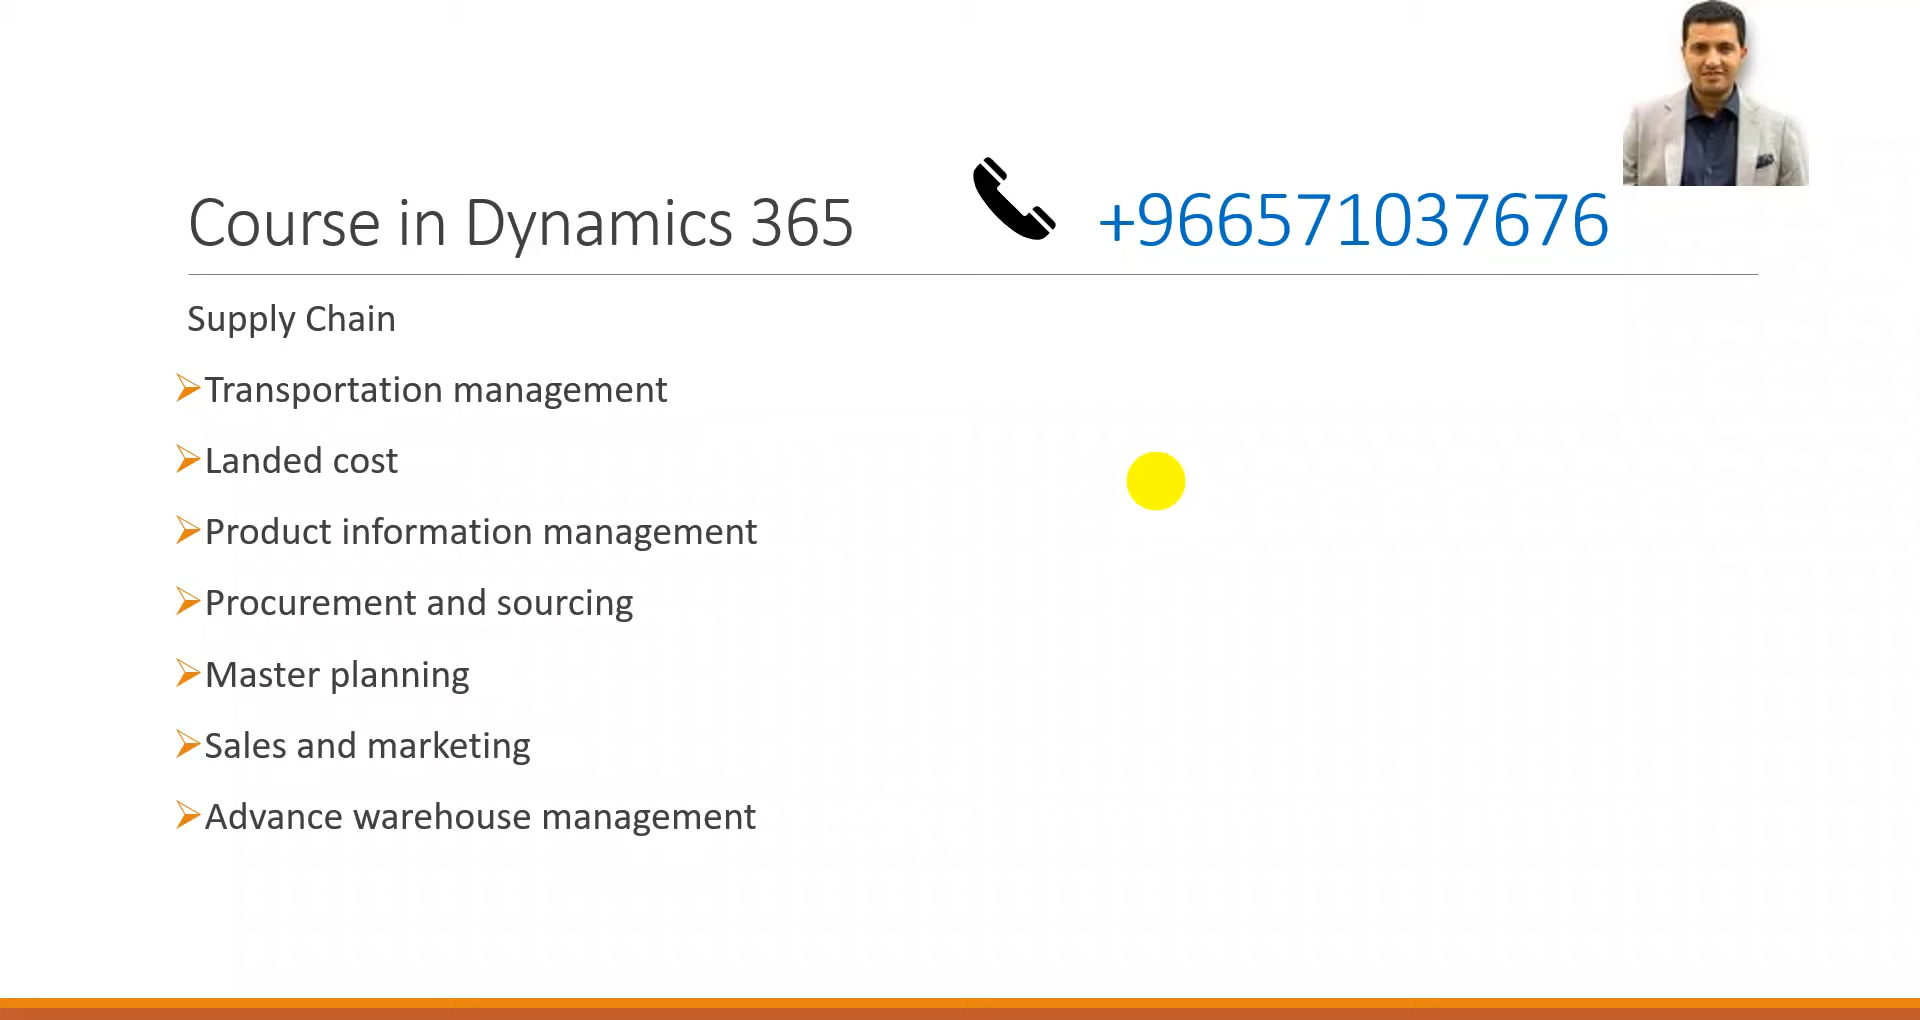 Course in Dynamics 365
+966571037676
Supply Chain
Transportation management
Landed cost
Product information management
Procurement and sourcing
Master planning
Sales and marketing
Advance warehouse management